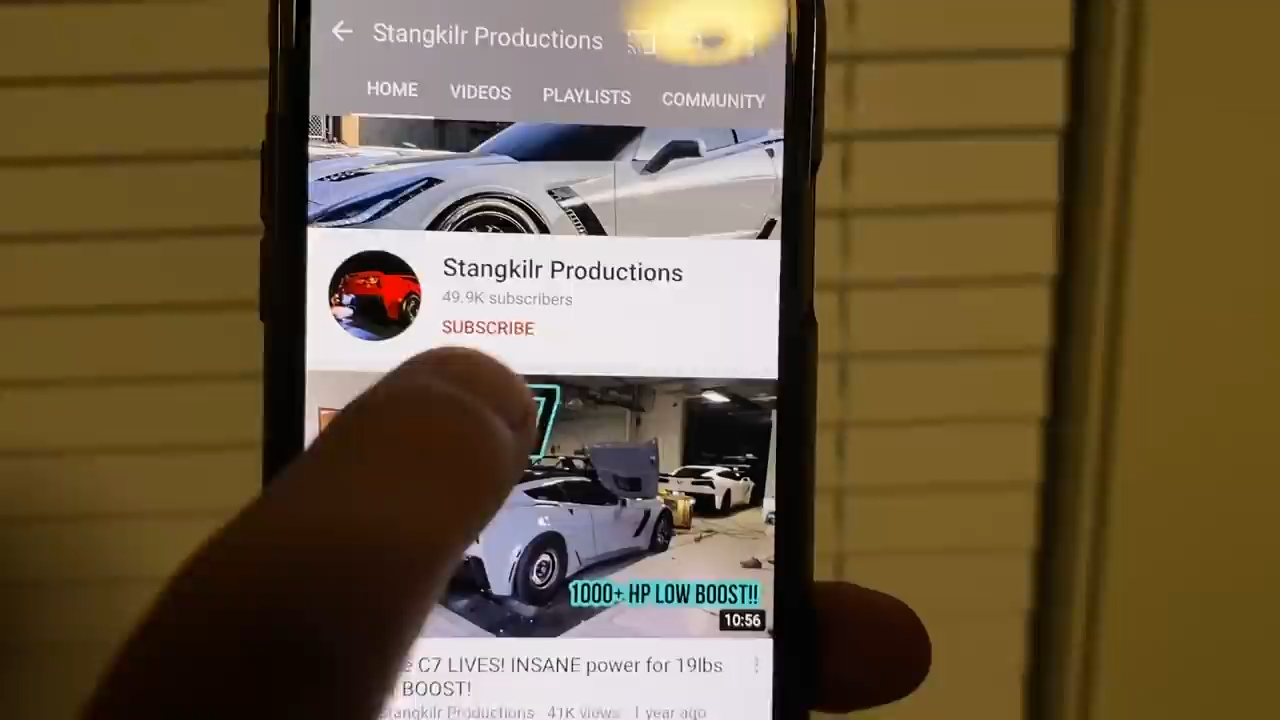 Stangkilr Productions
HOME VIDEOS PLAYLISTS COMMUNITY
Stangkilr Productions
49.9K subscribers
SUBSCRIBE
7
1000+ HP LOW BOOST!!
10:56
C7 LIVES! INSANE power for 19lbs
BOOST!
Stangkilr Productions 41K views 1 year ago